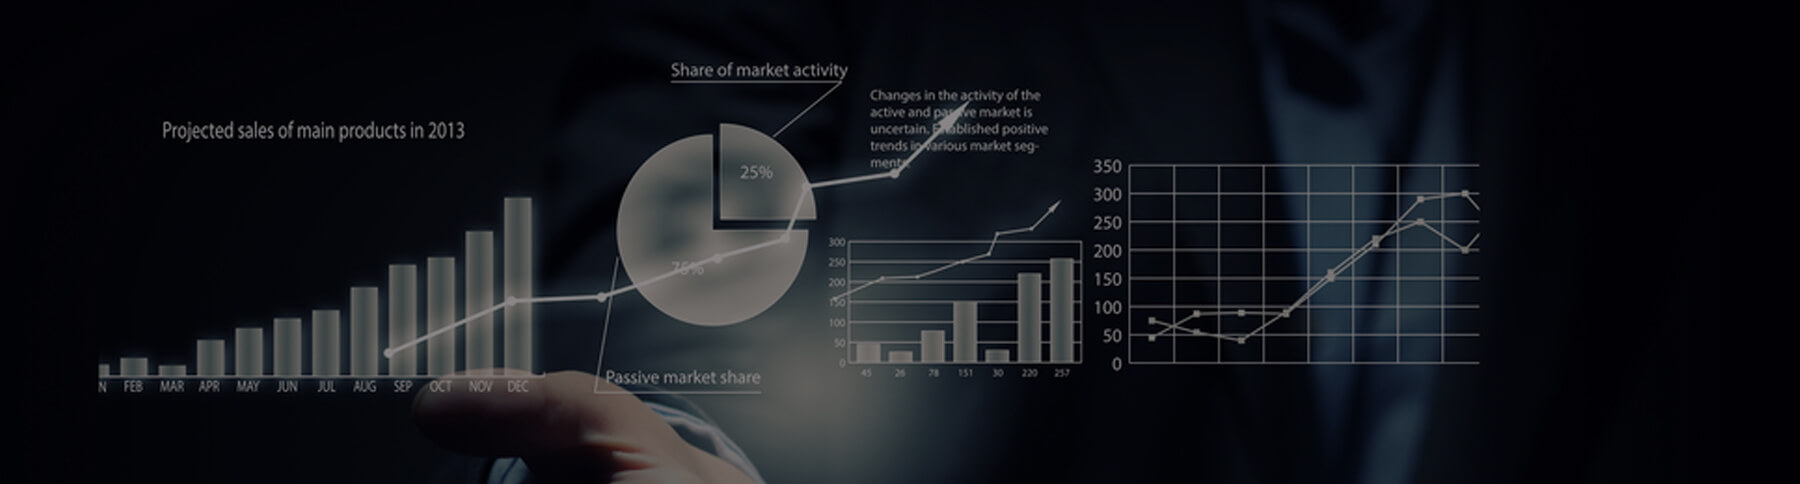 Projected sales of main products in 2013
N FEB MAR APR MAY JUN JUL AUG SEP OCT NOV DEC
Share of market activity
25%
75%
Passive market share
Changes in the activity of the
active and passive market is
uncertain. Established positive
trends in various market seg-
ments.
300
250
200
150
100
50
0
45 26 78 151 30 220 257
350
300
250
200
150
100
50
0